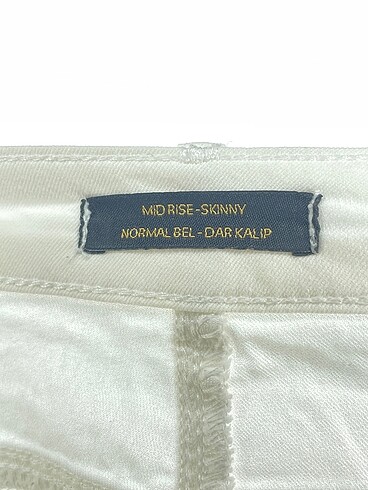 MID RISE - SKINNY
NORMAL BEL - DAR KALIP